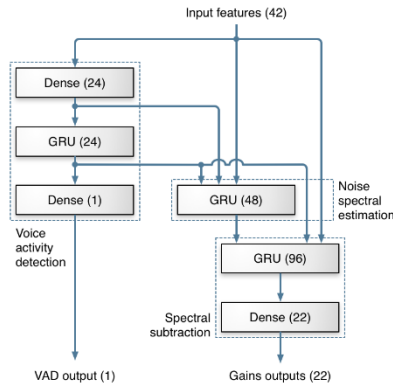 Input features (42)
Dense (24)
GRU (24)
Dense (1)
Voice
activity
detection
GRU (48)
Noise
spectral
estimation
GRU (96)
Dense (22)
Spectral
subtraction
VAD output (1)
Gains outputs (22)